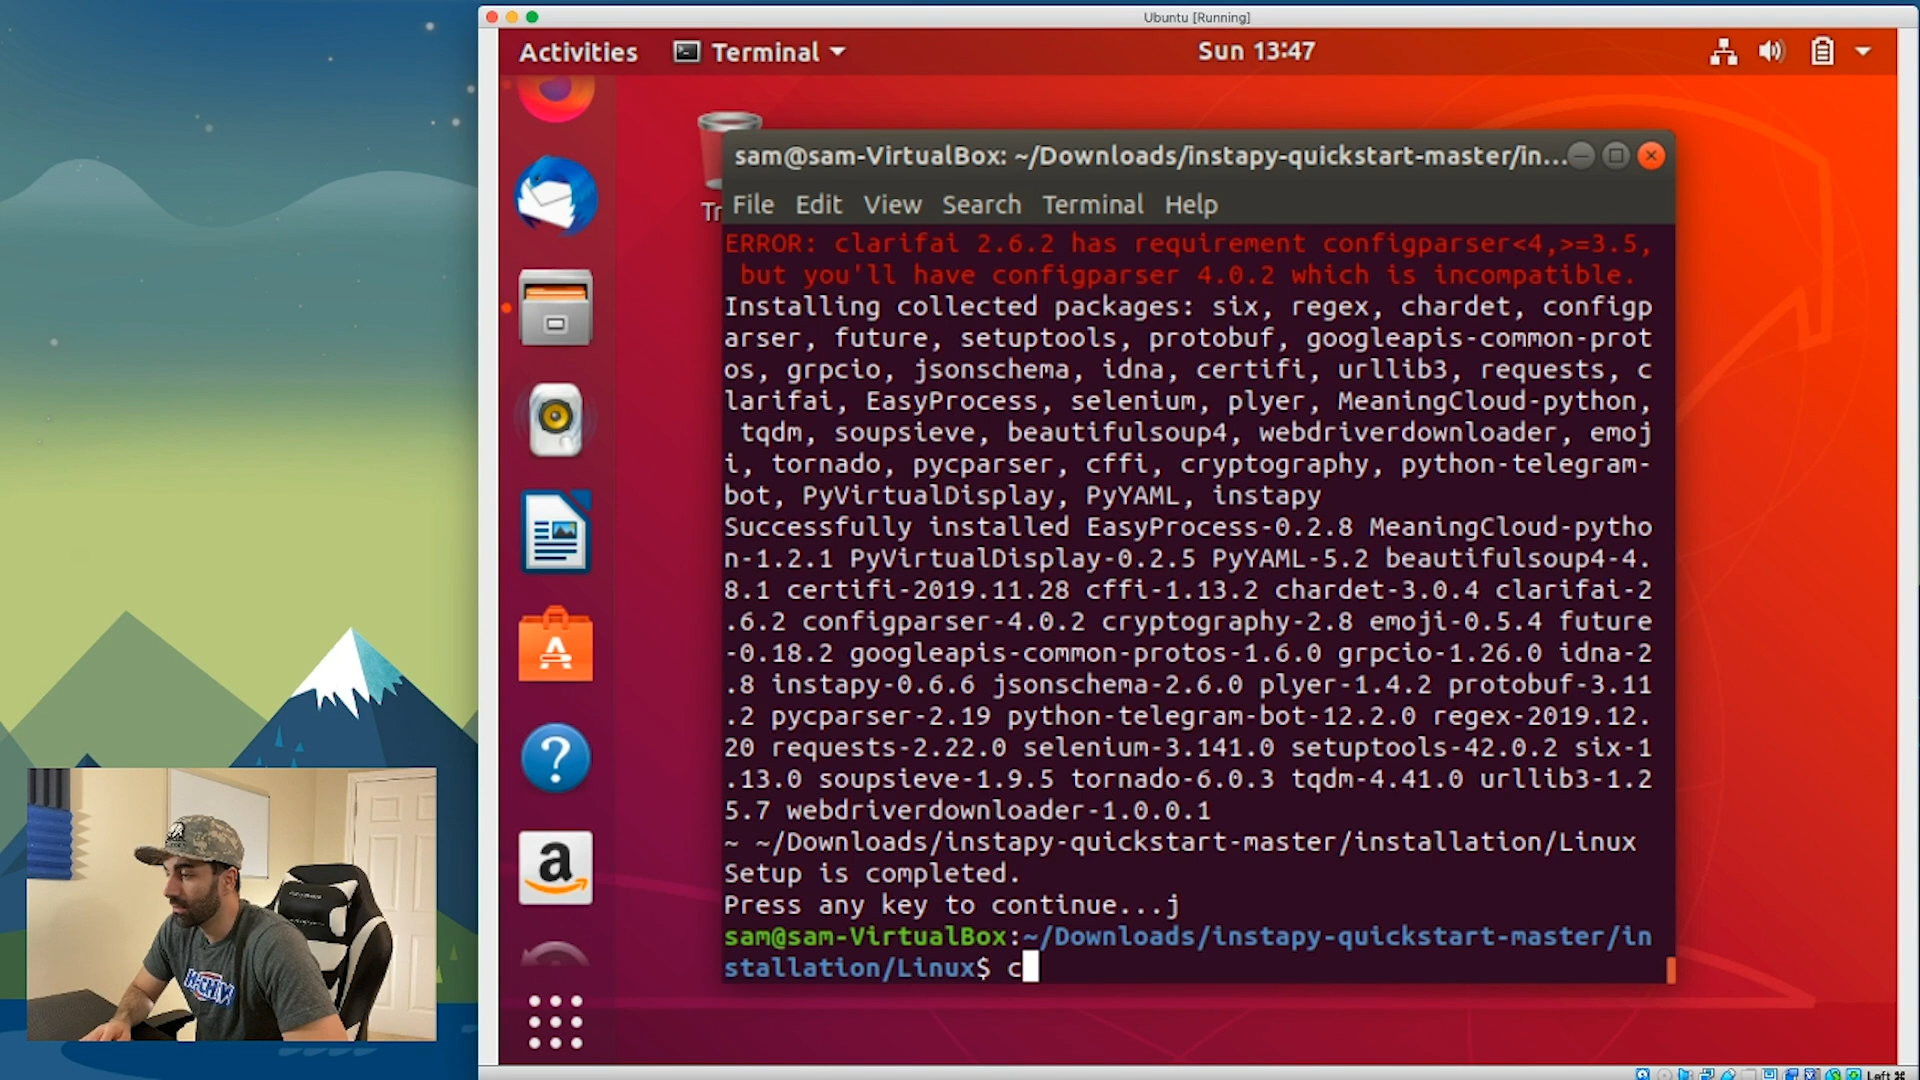 Ubuntu [Running]
Activities Terminal Sun 13:47
Tr
sam@sam-VirtualBox: ~/Downloads/instapy-quickstart-master/in...
File Edit View Search Terminal Help
ERROR: clarifai 2.6.2 has requirement configparser<4,>=3.5,
 but you'll have configparser 4.0.2 which is incompatible.
Installing collected packages: six, regex, chardet, configp
arser, future, setuptools, protobuf, googleapis-common-prot
os, grpcio, jsonschema, idna, certifi, urllib3, requests, c
larifai, EasyProcess, selenium, plyer, MeaningCloud-python,
 tqdm, soupsieve, beautifulsoup4, webdriverdownloader, emoj
i, tornado, pycparser, cffi, cryptography, python-telegram-
bot, PyVirtualDisplay, PyYAML, instapy
Successfully installed EasyProcess-0.2.8 MeaningCloud-pytho
n-1.2.1 PyVirtualDisplay-0.2.5 PyYAML-5.2 beautifulsoup4-4.
8.1 certifi-2019.11.28 cffi-1.13.2 chardet-3.0.4 clarifai-2
.6.2 configparser-4.0.2 cryptography-2.8 emoji-0.5.4 future
-0.18.2 googleapis-common-protos-1.6.0 grpcio-1.26.0 idna-2
.8 instapy-0.6.6 jsonschema-2.6.0 plyer-1.4.2 protobuf-3.11
.2 pycparser-2.19 python-telegram-bot-12.2.0 regex-2019.12.
20 requests-2.22.0 selenium-3.141.0 setuptools-42.0.2 six-1
.13.0 soupsieve-1.9.5 tornado-6.0.3 tqdm-4.41.0 urllib3-1.2
5.7 webdriverdownloader-1.0.0.1
~ ~/Downloads/instapy-quickstart-master/installation/Linux
Setup is completed.
Press any key to continue...j
sam@sam-VirtualBox:~/Downloads/instapy-quickstart-master/in
stallation/Linux$ c
Left ⌘